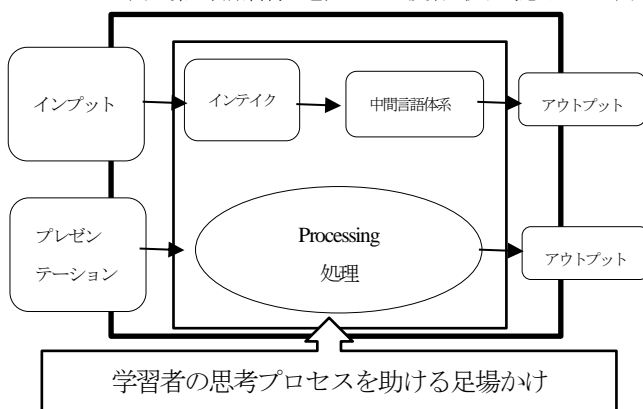 インプット
インテイク
中間言語体系
アウトプット
プレゼン
テーション
Processing
処理
アウトプット
学習者の思考プロセスを助ける足場かけ